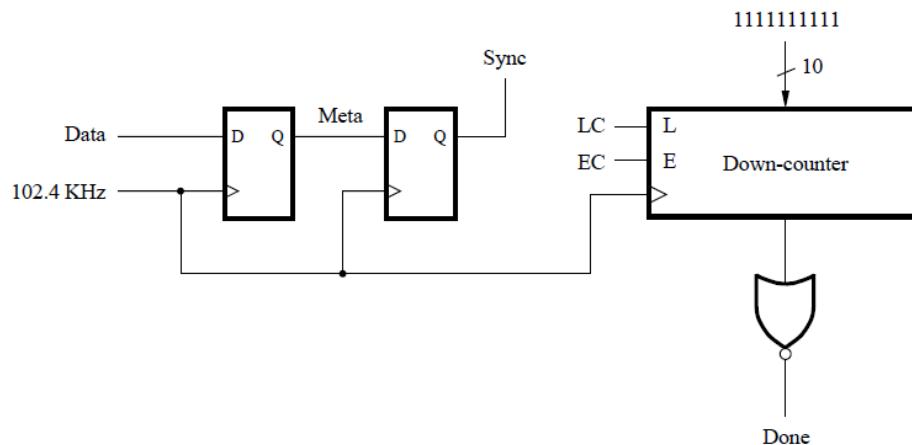 1111111111
10
Sync
Meta
Data
D Q
D Q
102.4 KHz
LC L
EC E
Down-counter
Done